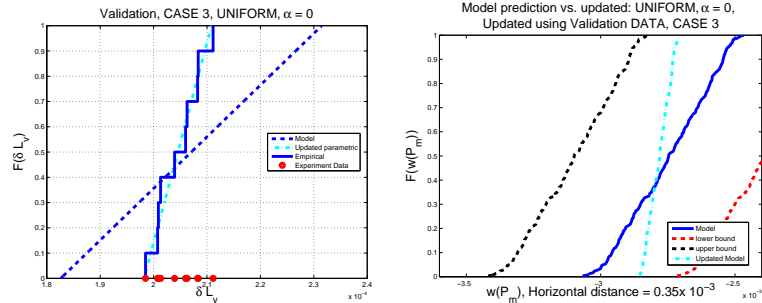 Validation, CASE 3, UNIFORM, α = 0
1
0.9
0.8
0.7
0.6
0.5
0.4
0.3
0.2
0.1
0
F(δ L_v)
Model
Updated parametric
Empirical
Experiment Data
1.8 1.9 2 2.1 2.2 2.3 2.4
x 10⁻⁴
δ L_v
Model prediction vs. updated: UNIFORM, α = 0,
Updated using Validation DATA, CASE 3
1
0.9
0.8
0.7
0.6
0.5
0.4
0.3
0.2
0.1
0
F(w(P_m))
Model
lower bound
upper bound
Updated Model
−3.5 −3 −2.5
x 10⁻³
w(P_m), Horizontal distance = 0.35x 10⁻³